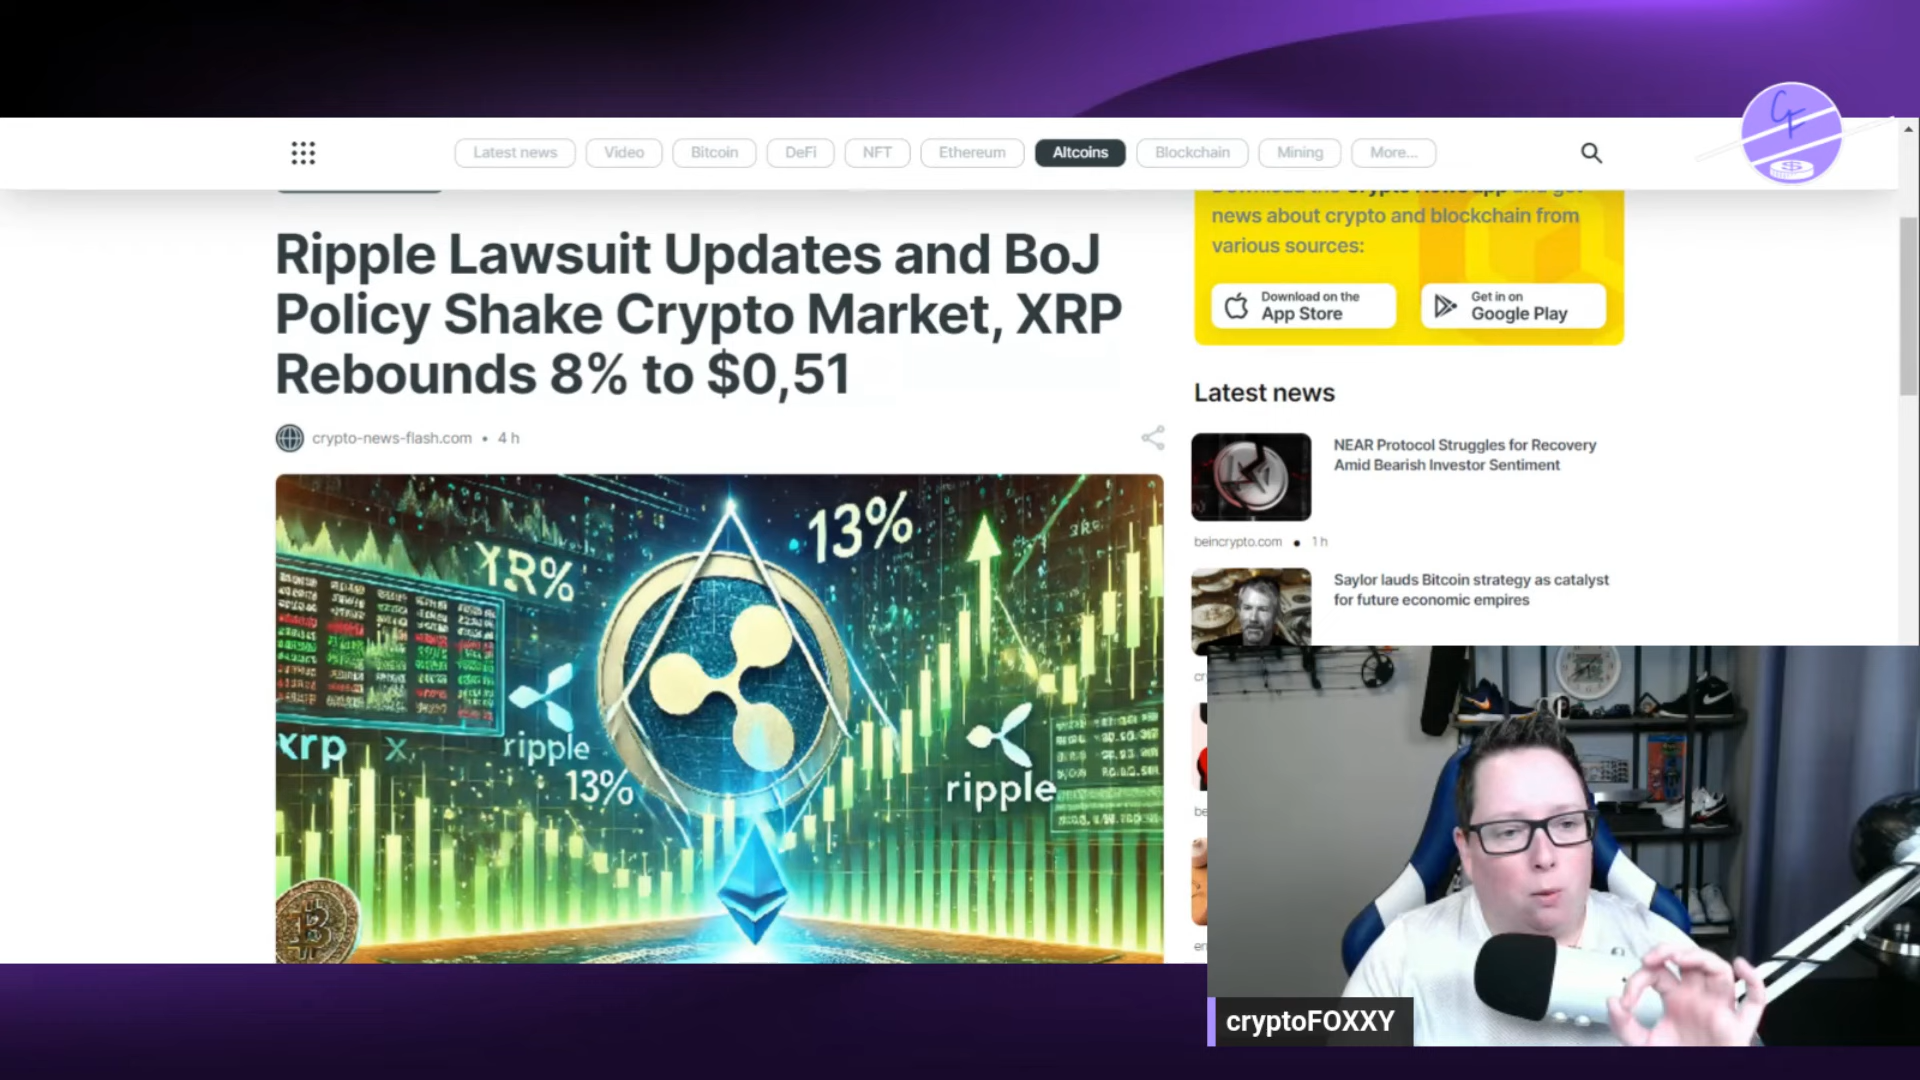 Latest news
Video
Bitcoin
DeFi
NFT
Ethereum
Altcoins
Blockchain
Mining
More...
Ripple Lawsuit Updates and BoJ
Policy Shake Crypto Market, XRP
Rebounds 8% to $0,51
crypto-news-flash.com • 4 h
13%
XR%
xrp
X
ripple
13%
ripple
news about crypto and blockchain from
various sources:
Download on the
App Store
Get in on
Google Play
Latest news
NEAR Protocol Struggles for Recovery
Amid Bearish Investor Sentiment
beincrypto.com • 1 h
Saylor lauds Bitcoin strategy as catalyst
for future economic empires
cryptoFOXXY